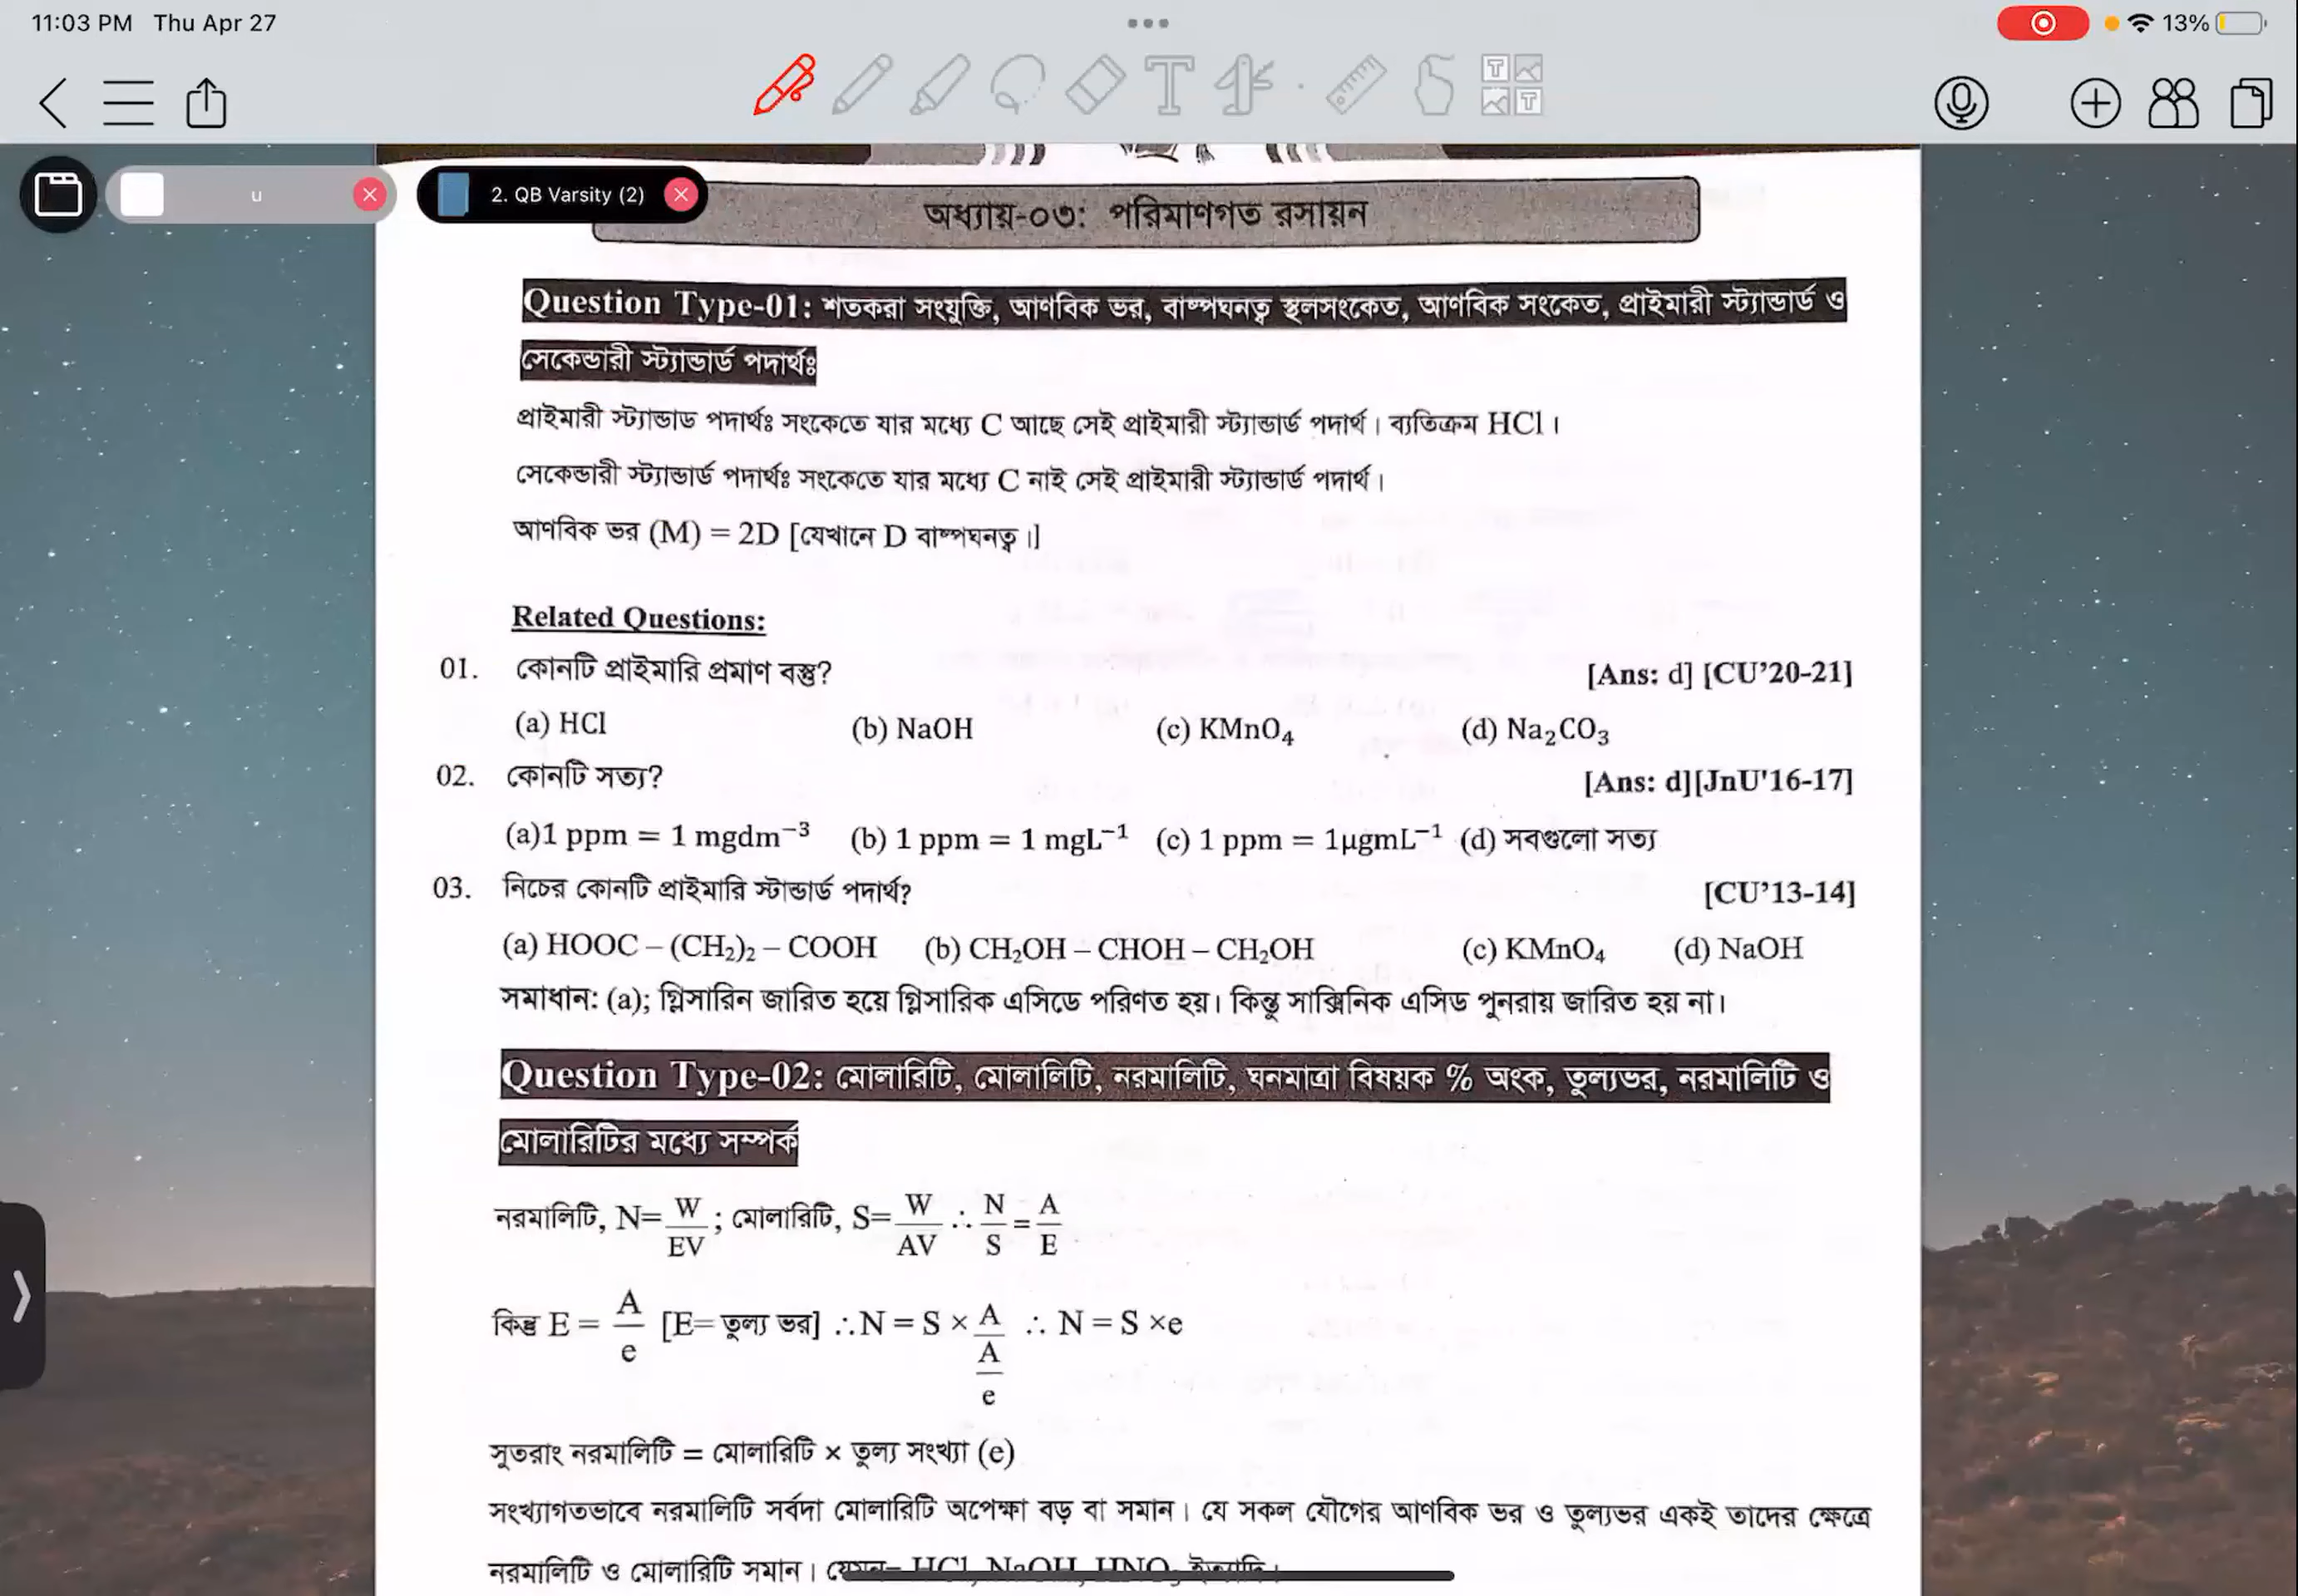 11:03 PM Thu Apr 27
13%
u
2. QB Varsity (2)
অধ্যায়-০৩: পরিমাণগত রসায়ন
Question Type-01: শতকরা সংযুক্তি, আণবিক ভর, বাষ্পঘনত্ব স্থূলসংকেত, আণবিক সংকেত, প্রাইমারী স্ট্যান্ডার্ড ও
সেকেন্ডারী স্ট্যান্ডার্ড পদার্থঃ
প্রাইমারী স্ট্যান্ডাড পদার্থঃ সংকেতে যার মধ্যে C আছে সেই প্রাইমারী স্ট্যান্ডার্ড পদার্থ। ব্যতিক্রম HCl।
সেকেন্ডারী স্ট্যান্ডার্ড পদার্থঃ সংকেতে যার মধ্যে C নাই সেই প্রাইমারী স্ট্যান্ডার্ড পদার্থ।
আণবিক ভর (M) = 2D [যেখানে D বাষ্পঘনত্ব।]
Related Questions:
01. কোনটি প্রাইমারি প্রমাণ বস্তু? [Ans: d] [CU’20-21]
(a) HCl (b) NaOH (c) KMnO₄ (d) Na₂CO₃
02. কোনটি সত্য? [Ans: d][JnU'16-17]
(a)1 ppm = 1 mgdm⁻³ (b) 1 ppm = 1 mgL⁻¹ (c) 1 ppm = 1μgmL⁻¹ (d) সবগুলো সত্য
03. নিচের কোনটি প্রাইমারি স্টান্ডার্ড পদার্থ? [CU’13-14]
(a) HOOC – (CH₂)₂ – COOH (b) CH₂OH – CHOH – CH₂OH (c) KMnO₄ (d) NaOH
সমাধান: (a); গ্লিসারিন জারিত হয়ে গ্লিসারিক এসিডে পরিণত হয়। কিন্তু সাক্সিনিক এসিড পুনরায় জারিত হয় না।
Question Type-02: মোলারিটি, মোলালিটি, নরমালিটি, ঘনমাত্রা বিষয়ক % অংক, তুল্যভর, নরমালিটি ও
মোলারিটির মধ্যে সম্পর্ক
নরমালিটি, N= W/EV ; মোলারিটি, S= W/AV ∴ N/S = A/E
কিন্তু E = A/e [E= তুল্য ভর] ∴N = S × A/(A/e) ∴ N = S ×e
সুতরাং নরমালিটি = মোলারিটি × তুল্য সংখ্যা (e)
সংখ্যাগতভাবে নরমালিটি সর্বদা মোলারিটি অপেক্ষা বড় বা সমান। যে সকল যৌগের আণবিক ভর ও তুল্যভর একই তাদের ক্ষেত্রে
নরমালিটি ও মোলারিটি সমান। যেমন– HCl, NaOH, HNO₃ ইত্যাদি।